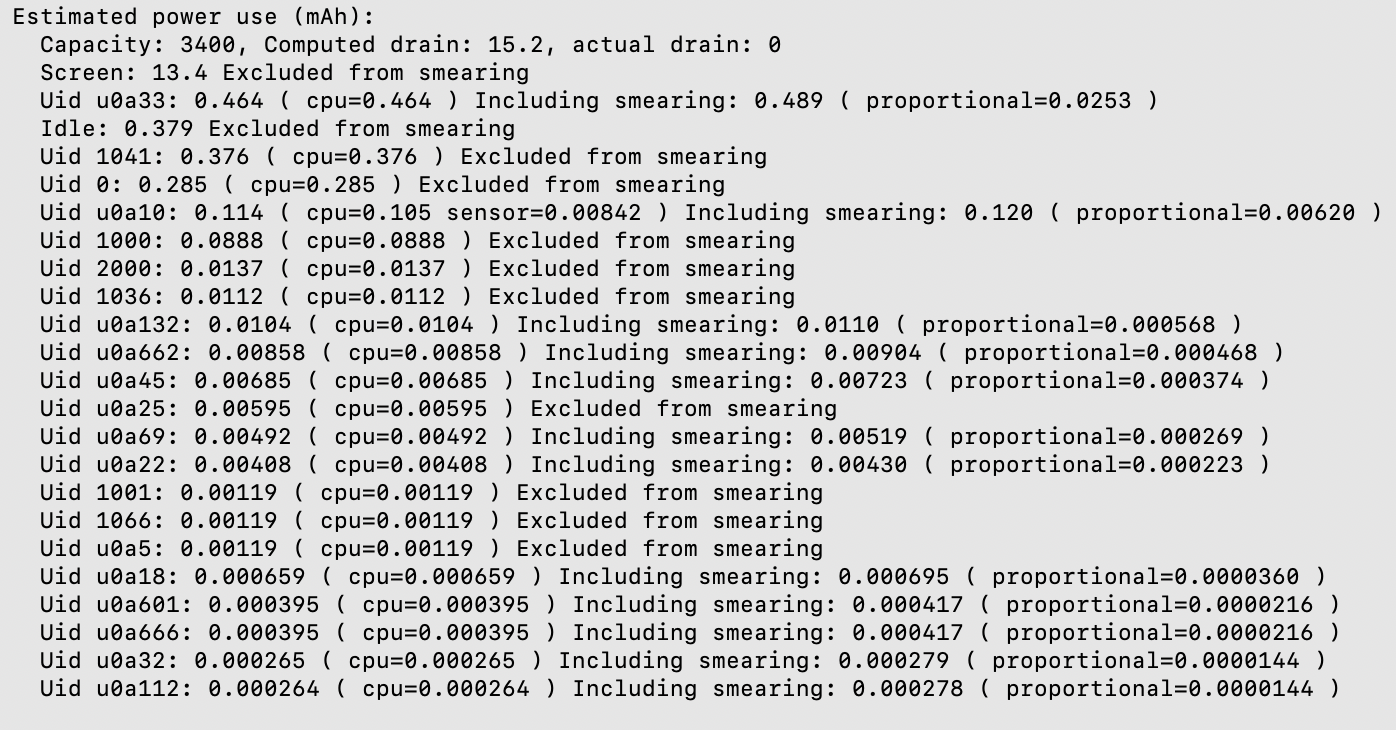 Estimated power use (mAh):
Capacity: 3400, Computed drain: 15.2, actual drain: 0
Screen: 13.4 Excluded from smearing
Uid u0a33: 0.464 ( cpu=0.464 ) Including smearing: 0.489 ( proportional=0.0253 )
Idle: 0.379 Excluded from smearing
Uid 1041: 0.376 ( cpu=0.376 ) Excluded from smearing
Uid 0: 0.285 ( cpu=0.285 ) Excluded from smearing
Uid u0a10: 0.114 ( cpu=0.105 sensor=0.00842 ) Including smearing: 0.120 ( proportional=0.00620 )
Uid 1000: 0.0888 ( cpu=0.0888 ) Excluded from smearing
Uid 2000: 0.0137 ( cpu=0.0137 ) Excluded from smearing
Uid 1036: 0.0112 ( cpu=0.0112 ) Excluded from smearing
Uid u0a132: 0.0104 ( cpu=0.0104 ) Including smearing: 0.0110 ( proportional=0.000568 )
Uid u0a662: 0.00858 ( cpu=0.00858 ) Including smearing: 0.00904 ( proportional=0.000468 )
Uid u0a45: 0.00685 ( cpu=0.00685 ) Including smearing: 0.00723 ( proportional=0.000374 )
Uid u0a25: 0.00595 ( cpu=0.00595 ) Excluded from smearing
Uid u0a69: 0.00492 ( cpu=0.00492 ) Including smearing: 0.00519 ( proportional=0.000269 )
Uid u0a22: 0.00408 ( cpu=0.00408 ) Including smearing: 0.00430 ( proportional=0.000223 )
Uid 1001: 0.00119 ( cpu=0.00119 ) Excluded from smearing
Uid 1066: 0.00119 ( cpu=0.00119 ) Excluded from smearing
Uid u0a5: 0.00119 ( cpu=0.00119 ) Excluded from smearing
Uid u0a18: 0.000659 ( cpu=0.000659 ) Including smearing: 0.000695 ( proportional=0.0000360 )
Uid u0a601: 0.000395 ( cpu=0.000395 ) Including smearing: 0.000417 ( proportional=0.0000216 )
Uid u0a666: 0.000395 ( cpu=0.000395 ) Including smearing: 0.000417 ( proportional=0.0000216 )
Uid u0a32: 0.000265 ( cpu=0.000265 ) Including smearing: 0.000279 ( proportional=0.0000144 )
Uid u0a112: 0.000264 ( cpu=0.000264 ) Including smearing: 0.000278 ( proportional=0.0000144 )